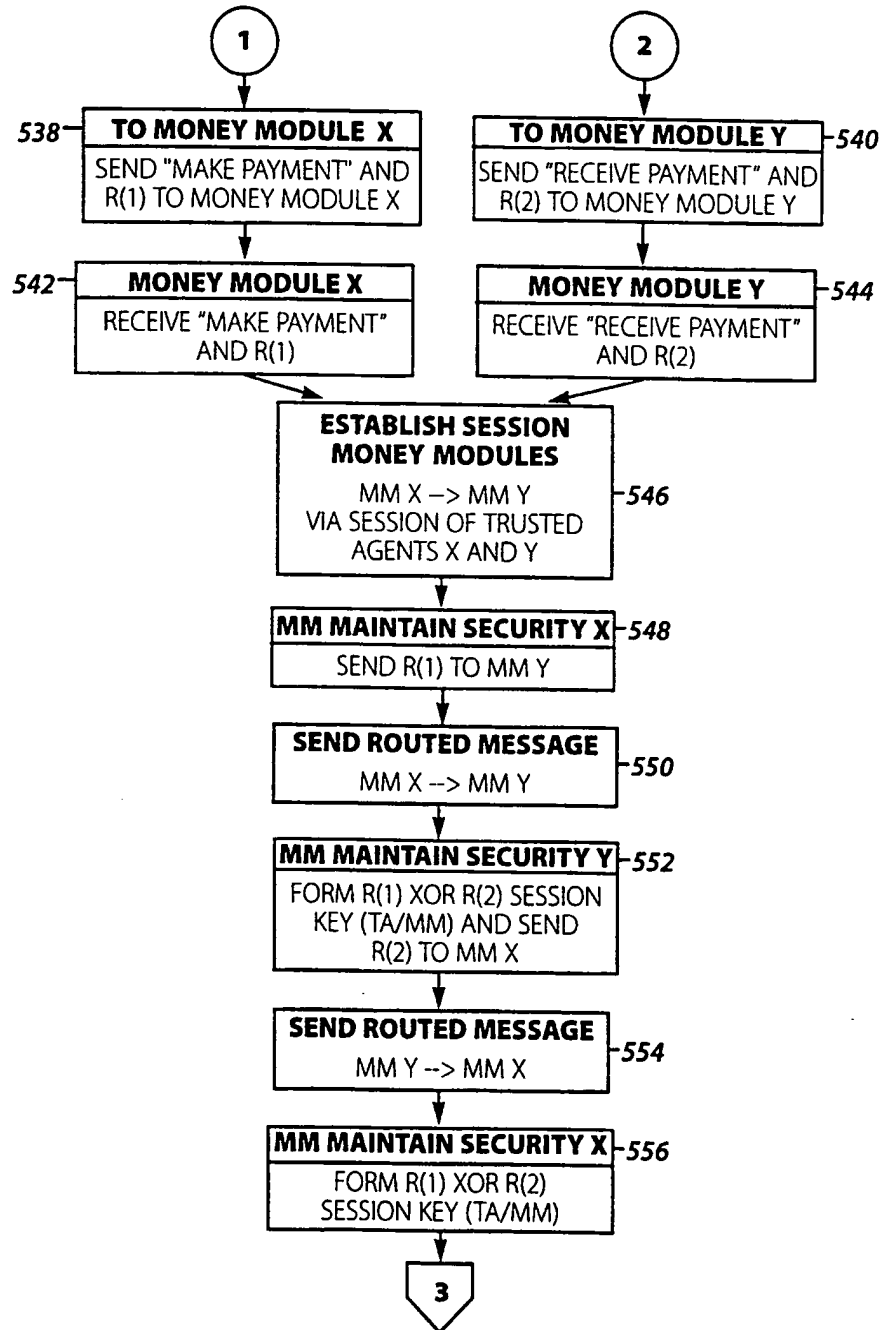 1
2
538
TO MONEY MODULE X
SEND "MAKE PAYMENT" AND
R(1) TO MONEY MODULE X
TO MONEY MODULE Y
540
SEND "RECEIVE PAYMENT" AND
R(2) TO MONEY MODULE Y
542
MONEY MODULE X
RECEIVE "MAKE PAYMENT"
AND R(1)
MONEY MODULE Y
544
RECEIVE "RECEIVE PAYMENT"
AND R(2)
ESTABLISH SESSION
MONEY MODULES
MM X --> MM Y
546
VIA SESSION OF TRUSTED
AGENTS X AND Y
MM MAINTAIN SECURITY X
548
SEND R(1) TO MM Y
SEND ROUTED MESSAGE
550
MM X --> MM Y
MM MAINTAIN SECURITY Y
552
FORM R(1) XOR R(2) SESSION
KEY (TA/MM) AND SEND
R(2) TO MM X
SEND ROUTED MESSAGE
554
MM Y --> MM X
MM MAINTAIN SECURITY X
556
FORM R(1) XOR R(2)
SESSION KEY (TA/MM)
3